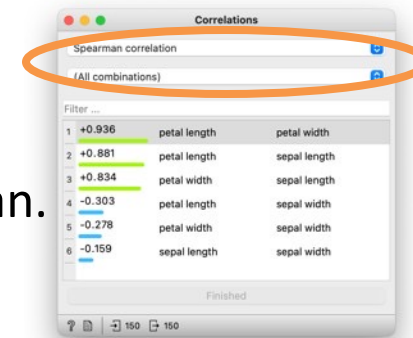 Correlations
Spearman correlation
(All combinations)
Filter ...
1 +0.936 petal length petal width
2 +0.881 petal length sepal length
3 +0.834 petal width sepal length
4 -0.303 petal length sepal width
5 -0.278 petal width sepal width
6 -0.159 sepal length sepal width
Finished
? 150 150